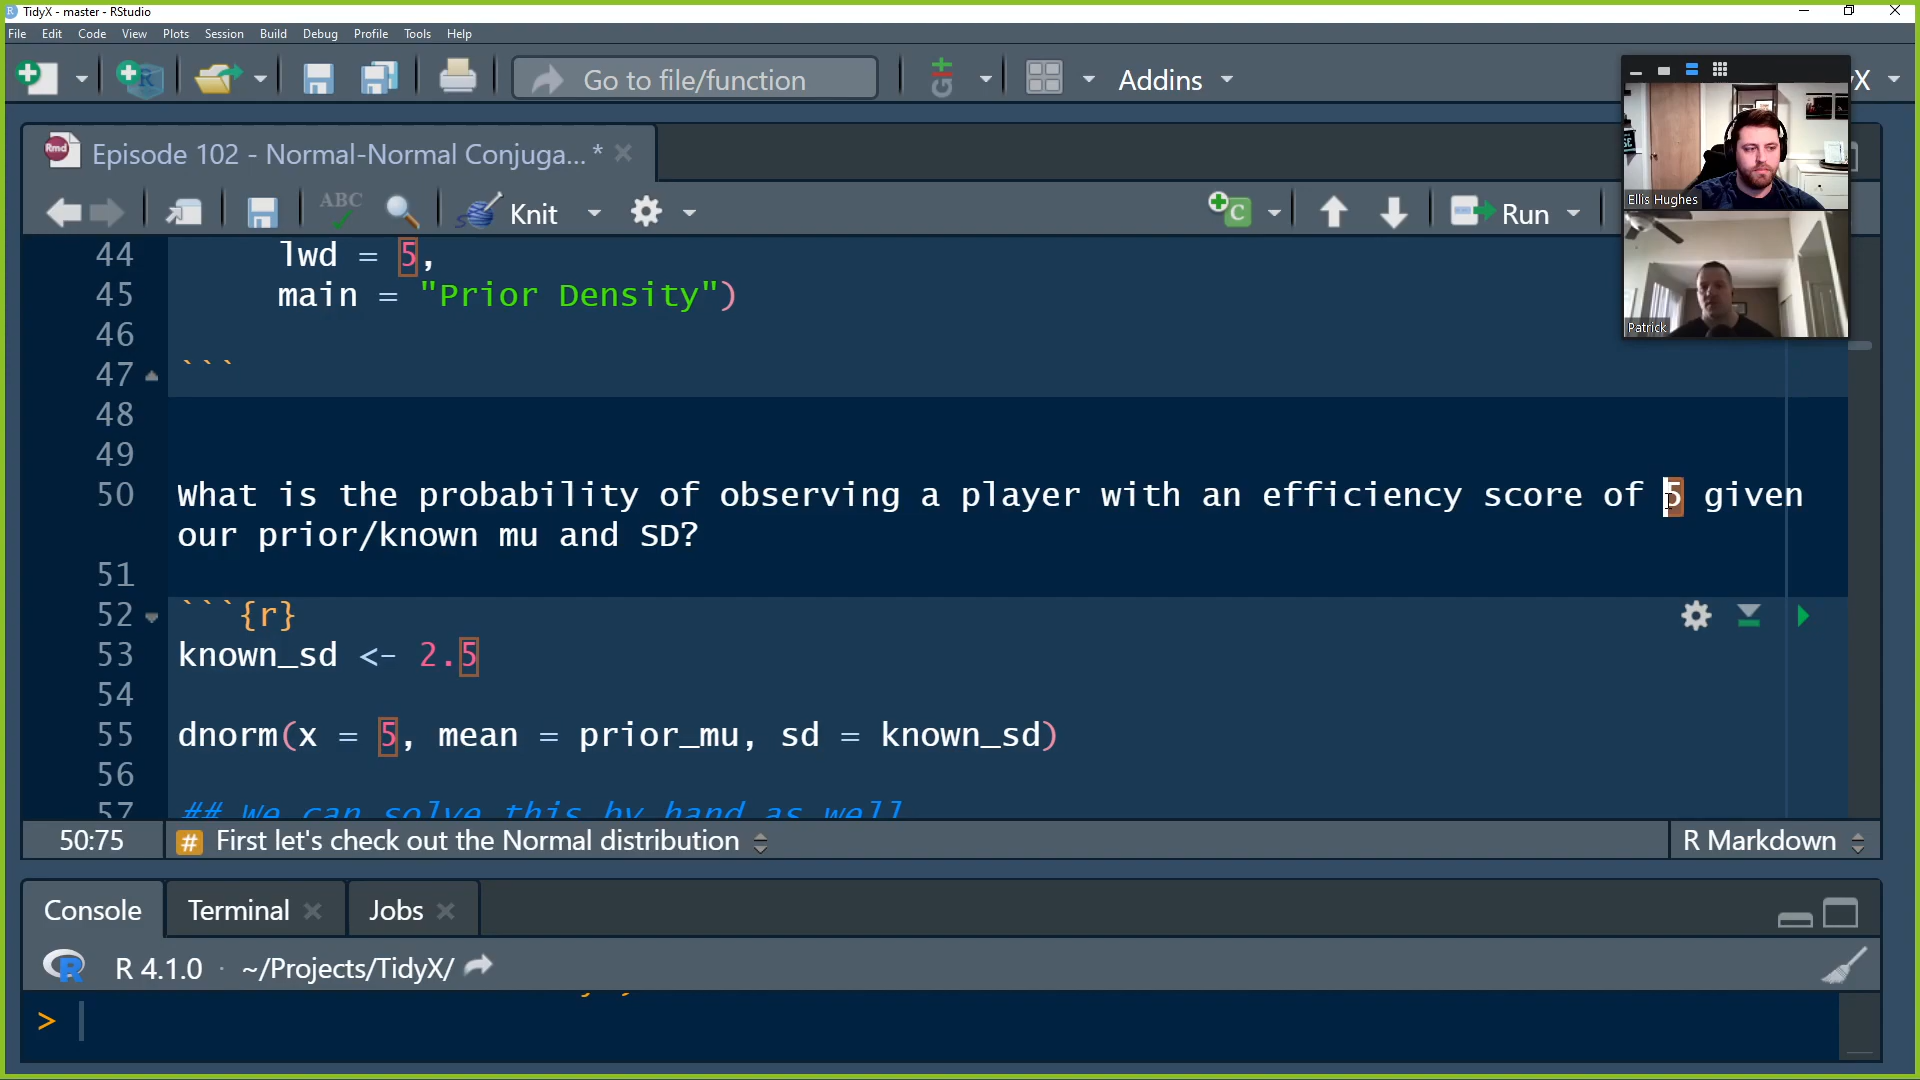 TidyX - master - RStudio
File Edit Code View Plots Session Build Debug Profile Tools Help
Go to file/function Addins
Episode 102 - Normal-Normal Conjuga... *
Rmd
ABC Knit Run
44 lwd = 5,
45 main = "Prior Density")
46
47 ```
48
49
50 What is the probability of observing a player with an efficiency score of 5 given
our prior/known mu and SD?
51
52 ```{r}
53 known_sd <- 2.5
54
55 dnorm(x = 5, mean = prior_mu, sd = known_sd)
56
57 ## We can solve this by hand as well
50:75 # First let's check out the Normal distribution R Markdown
Console Terminal Jobs
R 4.1.0 · ~/Projects/TidyX/
>
Ellis Hughes
Patrick